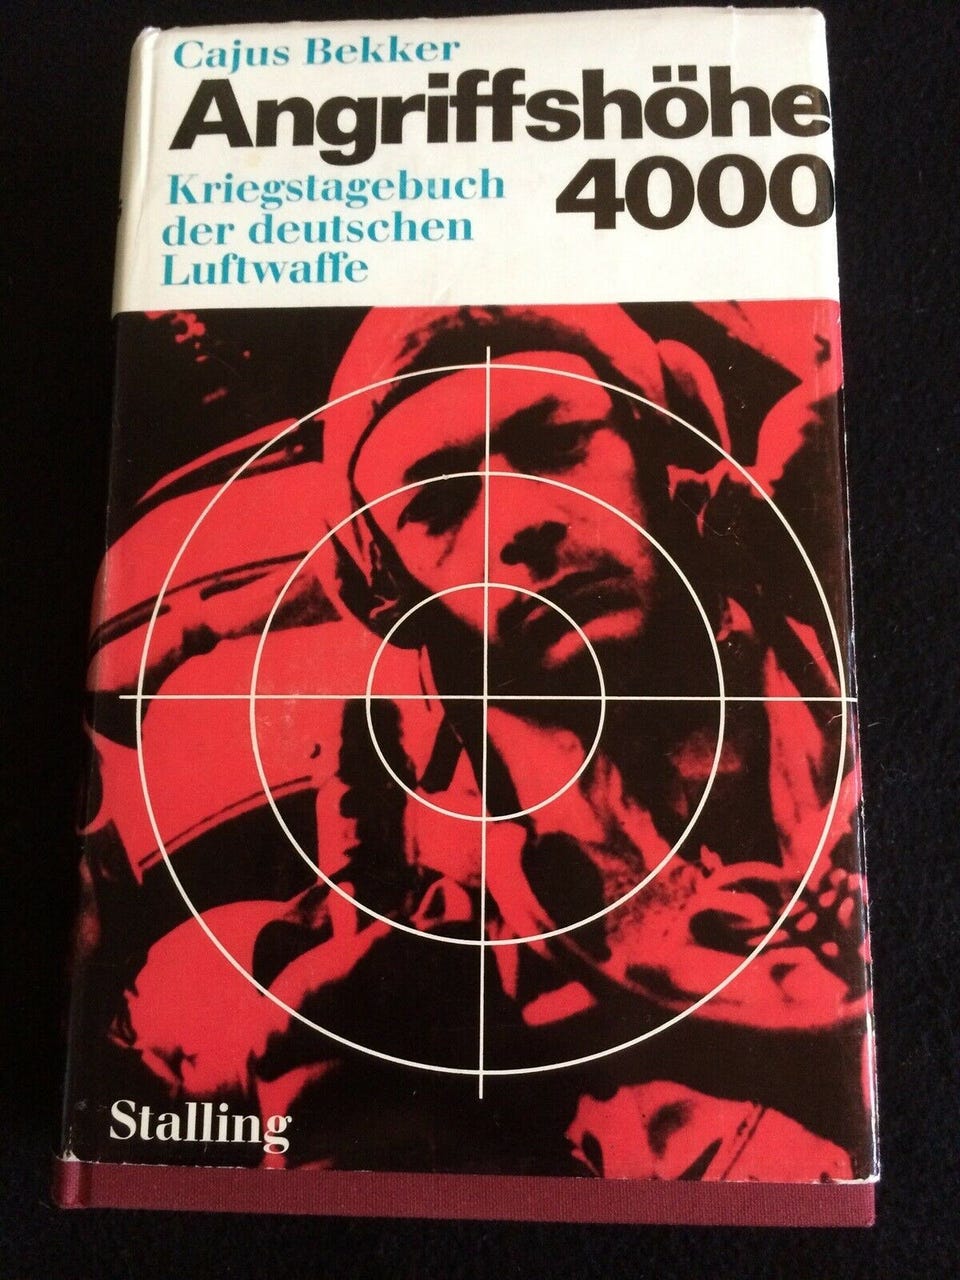 Cajus Bekker
Angriffshöhe
4000
Kriegstagebuch
der deutschen
Luftwaffe
Stalling